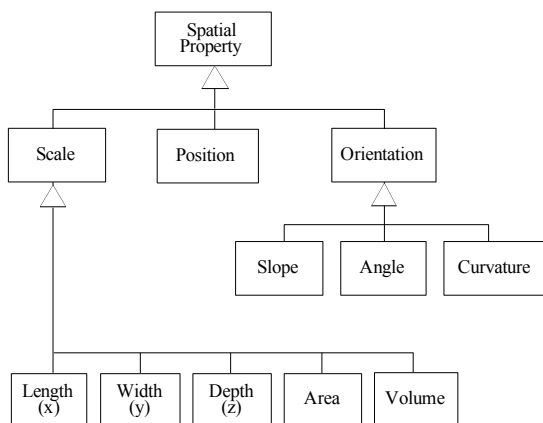 Spatial
Property
Scale
Position
Orientation
Slope
Angle
Curvature
Length
(x)
Width
(y)
Depth
(z)
Area
Volume